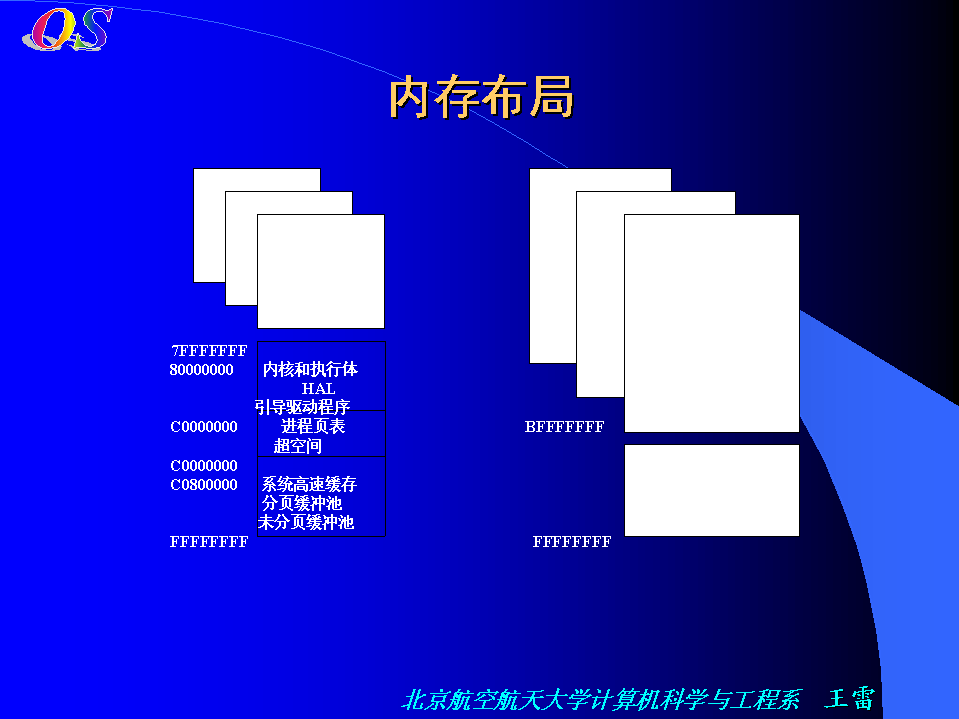 OS
内存布局
7FFFFFFF
80000000 内核和执行体
HAL
引导驱动程序
C0000000 进程页表
超空间
C0000000
C0800000 系统高速缓存
分页缓冲池
未分页缓冲池
FFFFFFFF
BFFFFFFF
FFFFFFFF
北京航空航天大学计算机科学与工程系 王雷